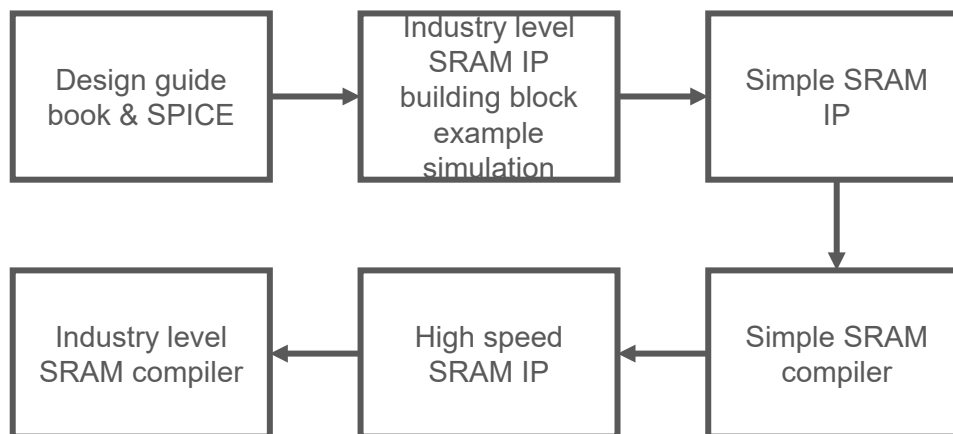 Design guide
book & SPICE
Industry level
SRAM IP
building block
example
simulation
Simple SRAM
IP
Industry level
SRAM compiler
High speed
SRAM IP
Simple SRAM
compiler